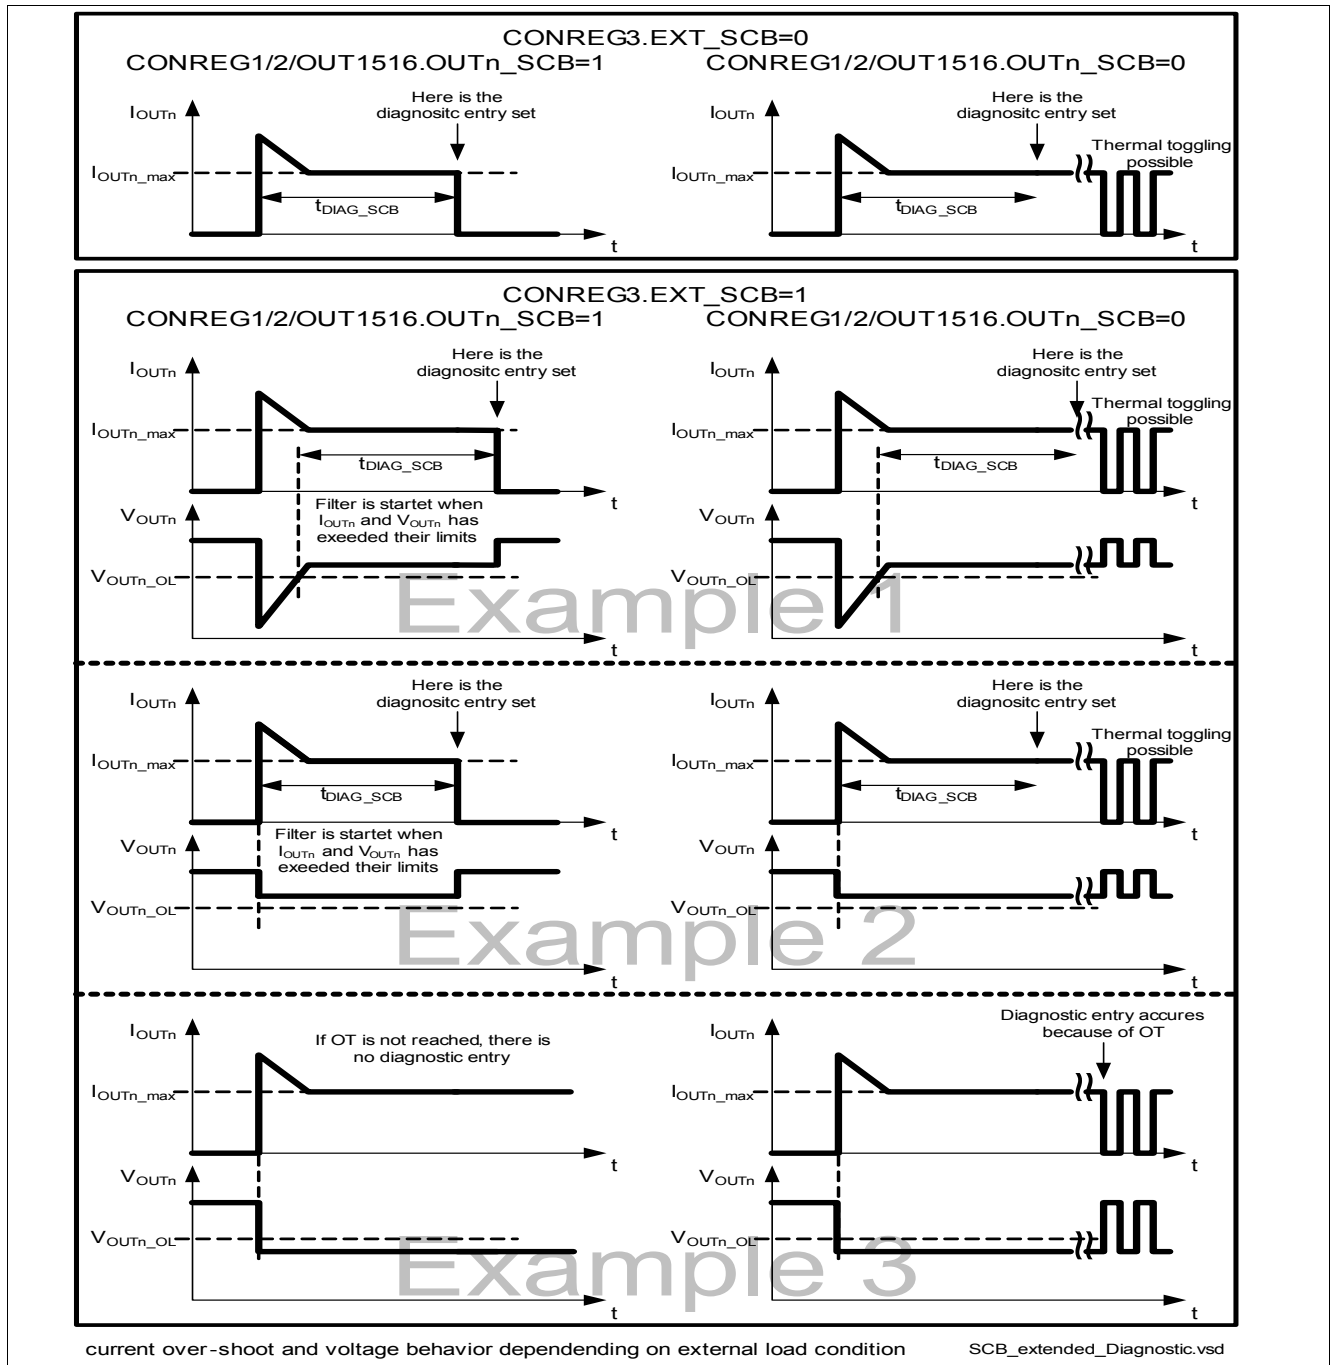 CONREG3.EXT_SCB=0
CONREG1/2/OUT1516.OUTn_SCB=1
CONREG1/2/OUT1516.OUTn_SCB=0
Here is the
diagnositc entry set
IOUTn
IOUTn_max
tDIAG_SCB
t
Here is the
diagnositc entry set
IOUTn
Thermal toggling
possible
IOUTn_max
tDIAG_SCB
t
CONREG3.EXT_SCB=1
CONREG1/2/OUT1516.OUTn_SCB=1
CONREG1/2/OUT1516.OUTn_SCB=0
Here is the
diagnositc entry set
IOUTn
IOUTn_max
tDIAG_SCB
t
Filter is startet when
IOUTn and VOUTn has
exeeded their limits
VOUTn
VOUTn_OL
t
Here is the
diagnositc entry set
IOUTn
Thermal toggling
possible
IOUTn_max
tDIAG_SCB
t
VOUTn
VOUTn_OL
t
Example 1
Here is the
diagnositc entry set
IOUTn
IOUTn_max
tDIAG_SCB
t
Filter is startet when
IOUTn and VOUTn has
exeeded their limits
VOUTn
VOUTn_OL
t
Here is the
diagnositc entry set
IOUTn
Thermal toggling
possible
IOUTn_max
tDIAG_SCB
t
VOUTn
VOUTn_OL
t
Example 2
IOUTn
If OT is not reached, there is
no diagnostic entry
IOUTn_max
t
VOUTn
VOUTn_OL
t
Diagnostic entry accures
because of OT
IOUTn
IOUTn_max
t
VOUTn
VOUTn_OL
t
Example 3
current over-shoot and voltage behavior dependending on external load condition
SCB_extended_Diagnostic.vsd